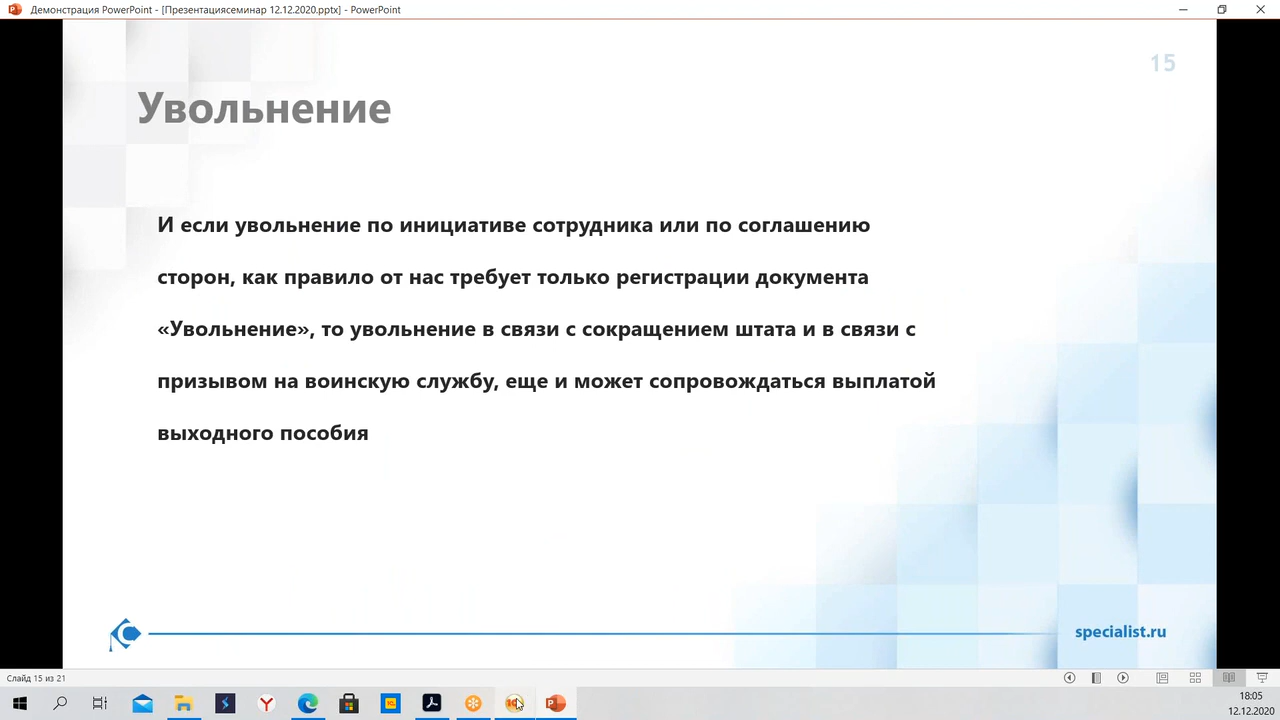 Демонстрация PowerPoint - [Презентациясеминар 12.12.2020.pptx] - PowerPoint
15
Увольнение
И если увольнение по инициативе сотрудника или по соглашению
сторон, как правило от нас требует только регистрации документа
«Увольнение», то увольнение в связи с сокращением штата и в связи с
призывом на воинскую службу, еще и может сопровождаться выплатой
выходного пособия
specialist.ru
Слайд 15 из 21
18:05
12.12.2020